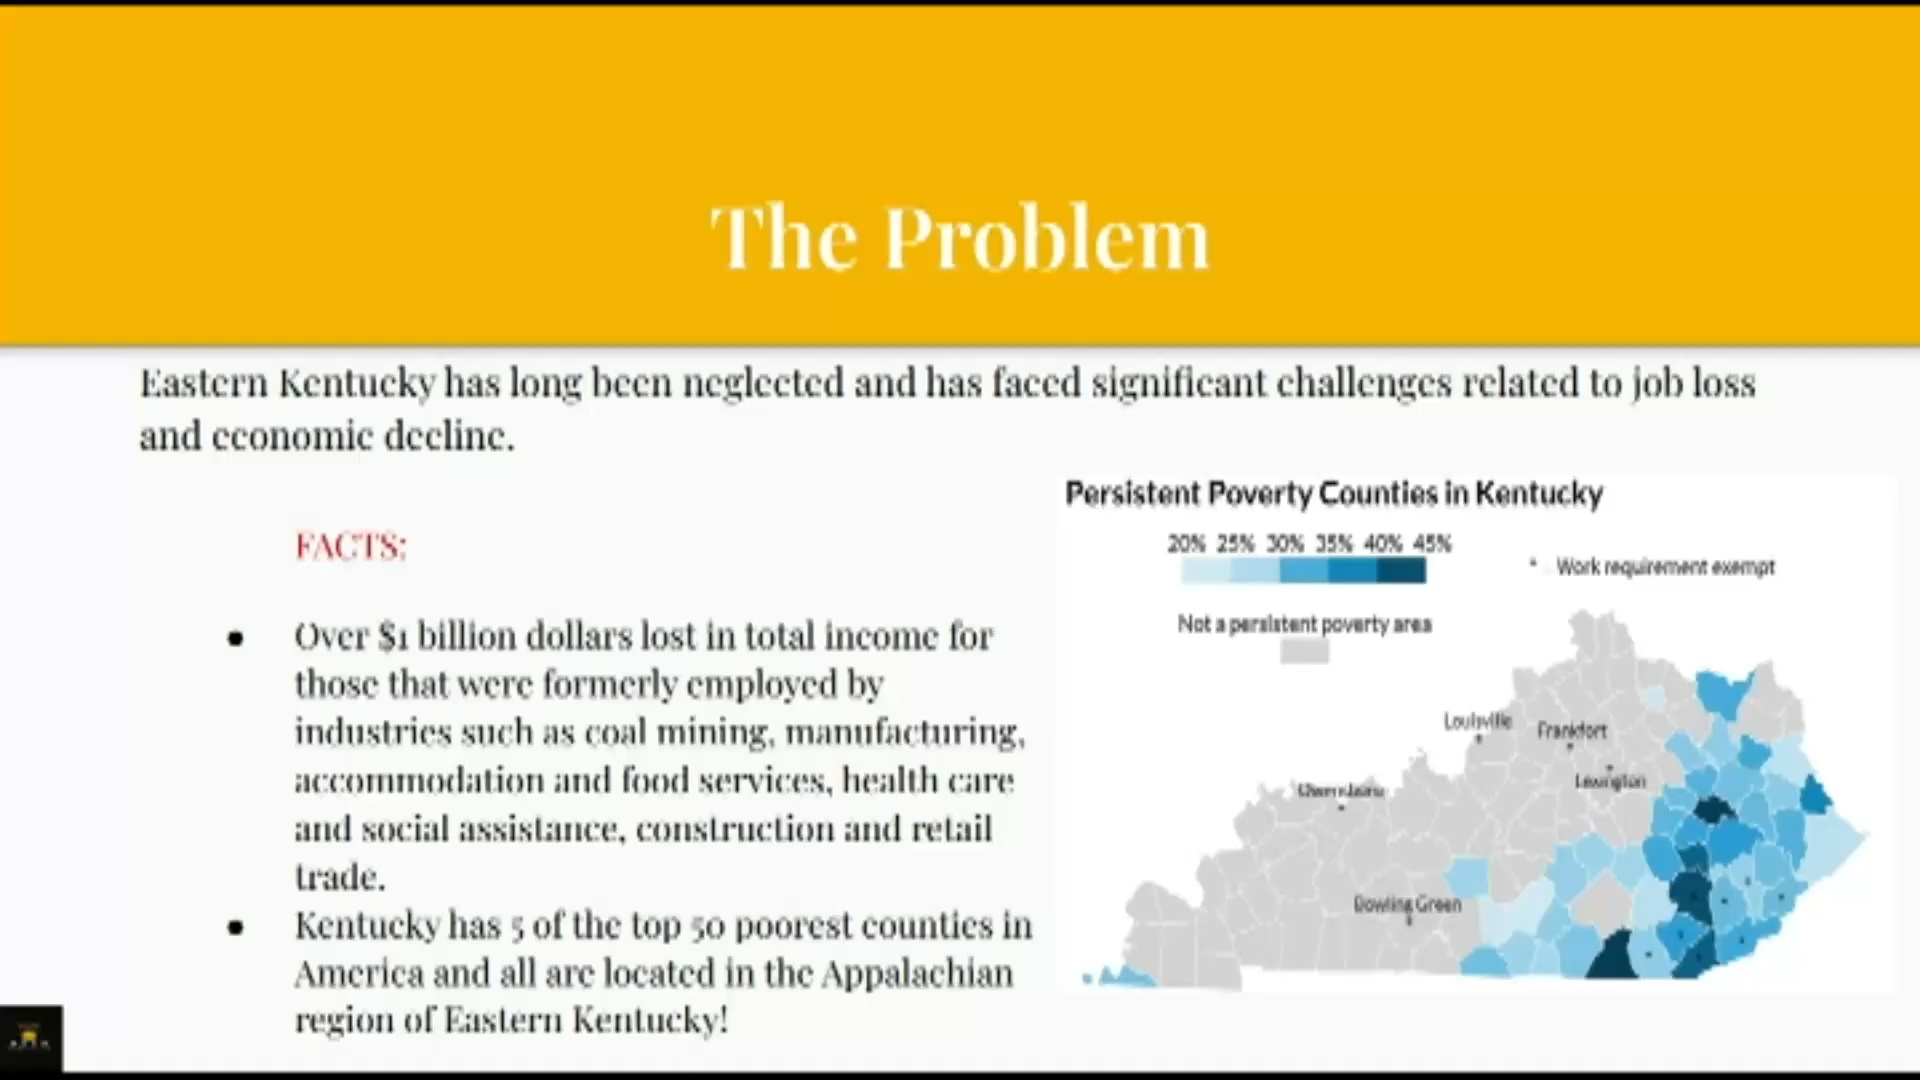 The Problem
Eastern Kentucky has long been neglected and has faced significant challenges related to job loss
and economic decline.
FACTS:
● Over $1 billion dollars lost in total income for
those that were formerly employed by
industries such as coal mining, manufacturing,
accommodation and food services, health care
and social assistance, construction and retail
trade.
● Kentucky has 5 of the top 50 poorest counties in
America and all are located in the Appalachian
region of Eastern Kentucky!
Persistent Poverty Counties in Kentucky
20% 25% 30% 35% 40% 45%
* Work requirement exempt
Not a persistent poverty area
Louisville
Frankfort
Lexington
Owensboro
Bowling Green